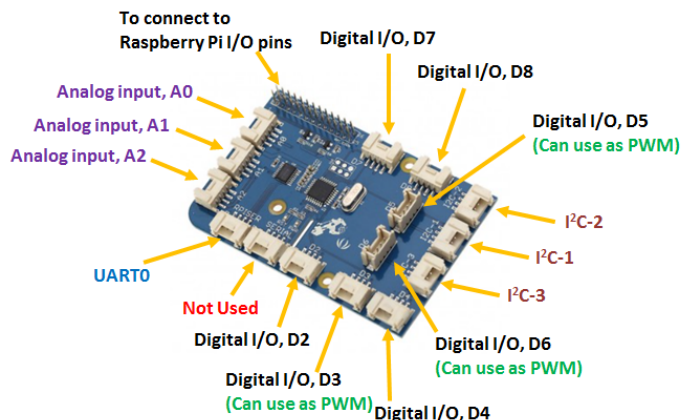 To connect to
Raspberry Pi I/O pins
Digital I/O, D7
Digital I/O, D8
Analog input, A0
Analog input, A1
Analog input, A2
Digital I/O, D5
(Can use as PWM)
I²C-2
I²C-1
I²C-3
UART0
Not Used
Digital I/O, D2
Digital I/O, D3
(Can use as PWM)
Digital I/O, D4
Digital I/O, D6
(Can use as PWM)